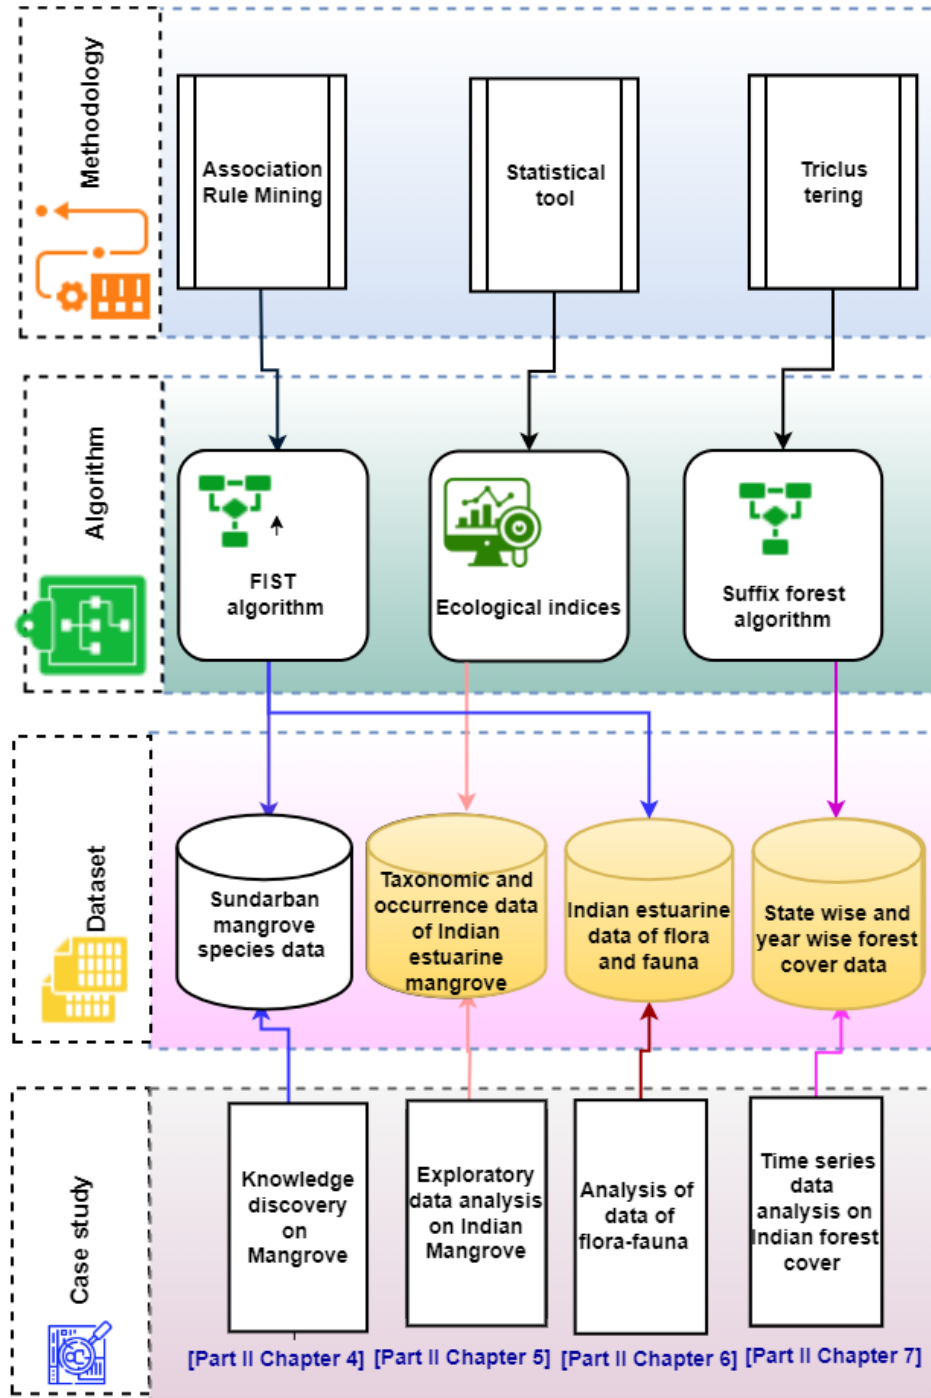 Methodology
Association
Rule Mining
Statistical
tool
Triclus
tering
Algorithm
FIST
algorithm
Ecological indices
Suffix forest
algorithm
Dataset
Sundarban
mangrove
species data
Taxonomic and
occurrence data
of Indian
estuarine
mangrove
Indian estuarine
data of flora
and fauna
State wise and
year wise forest
cover data
Case study
Knowledge
discovery
on
Mangrove
Exploratory
data analysis
on Indian
Mangrove
Analysis of
data of
flora-fauna
Time series
data
analysis on
Indian forest
cover
[Part II Chapter 4]
[Part II Chapter 5]
[Part II Chapter 6]
[Part II Chapter 7]